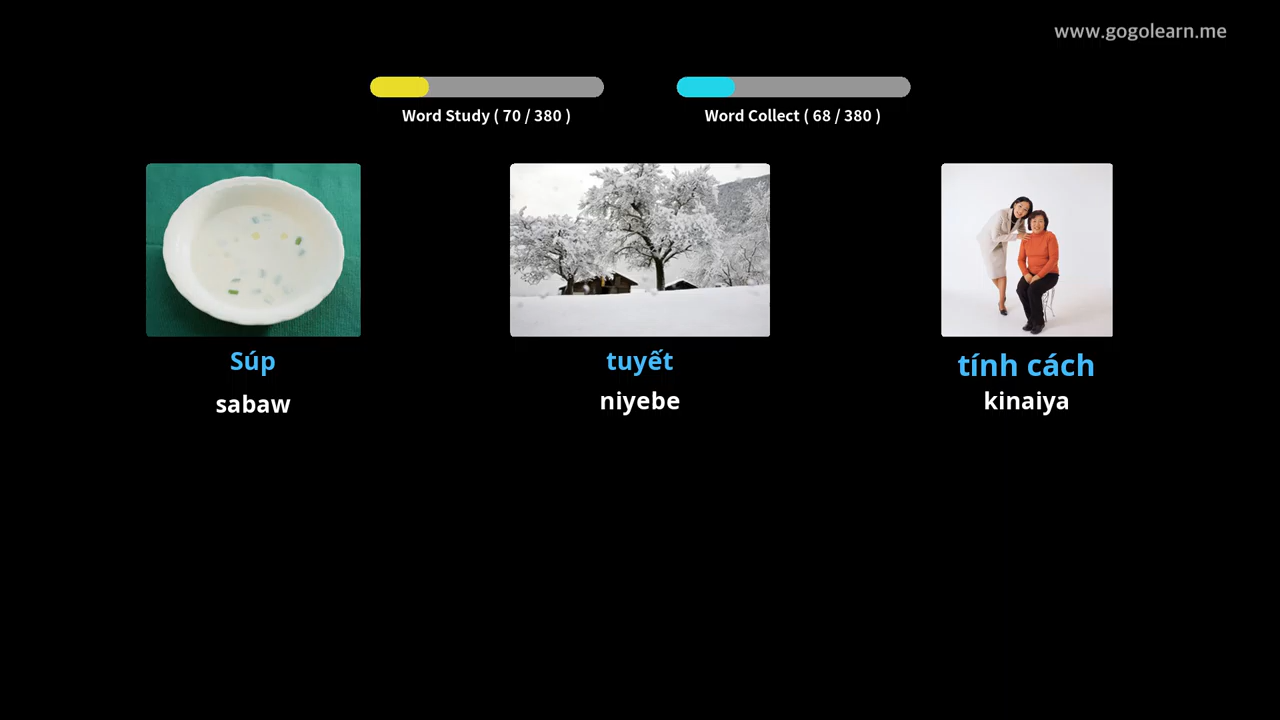 www.gogolearn.me
Word Study ( 70 / 380 )
Word Collect ( 68 / 380 )
Súp
tuyết
tính cách
sabaw
niyebe
kinaiya